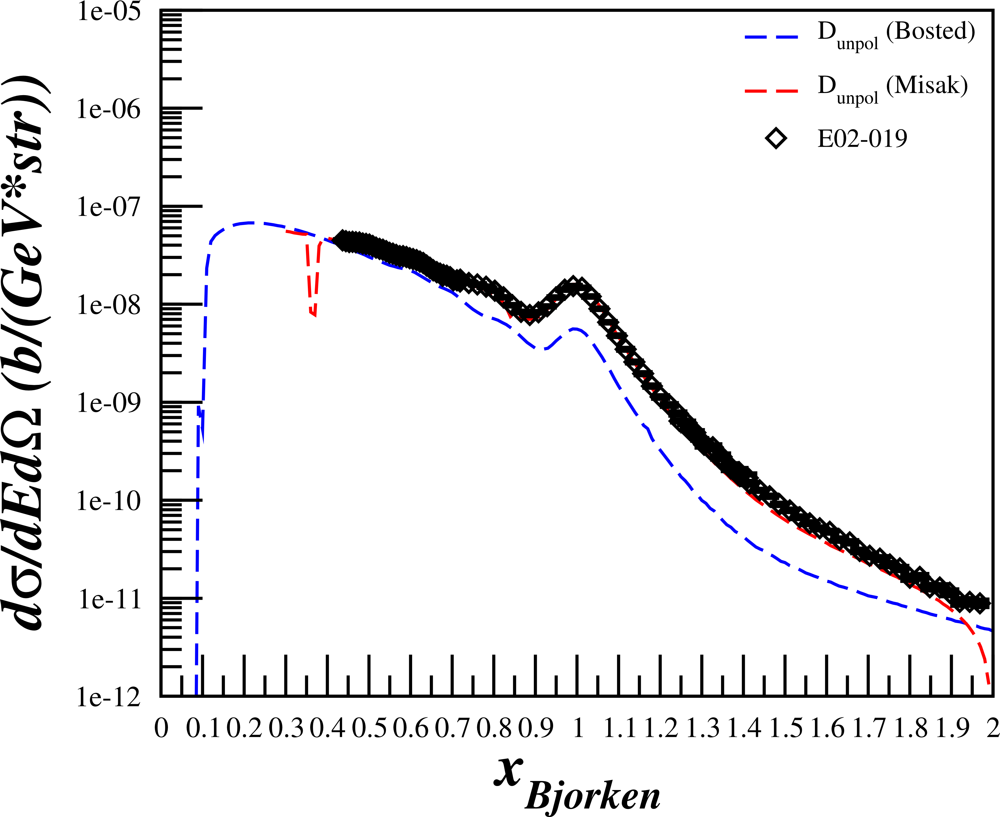 dσ/dEdΩ (b/((GeV*str))
1e-05
1e-06
1e-07
1e-08
1e-09
1e-10
1e-11
1e-12
D_unpol (Bosted)
D_unpol (Misak)
E02-019
0 0.1 0.2 0.3 0.4 0.5 0.6 0.7 0.8 0.9 1 1.1 1.2 1.3 1.4 1.5 1.6 1.7 1.8 1.9 2
x_Bjorken